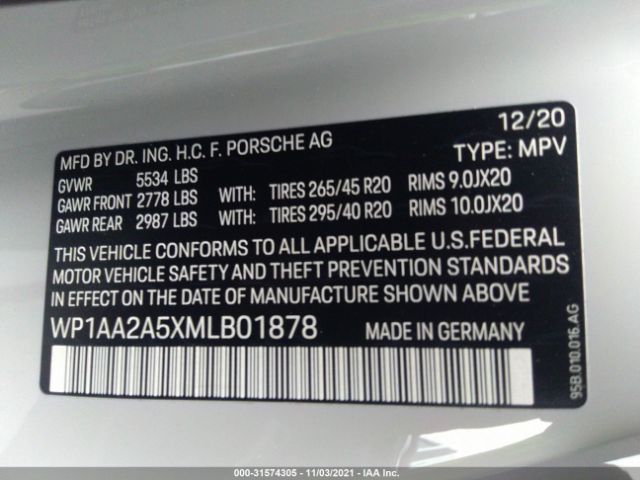 12/20
MFD BY DR. ING. H.C. F. PORSCHE AG
TYPE: MPV
GVWR 5534 LBS
GAWR FRONT 2778 LBS WITH: TIRES 265/45 R20 RIMS 9.0JX20
GAWR REAR 2987 LBS WITH: TIRES 295/40 R20 RIMS 10.0JX20
THIS VEHICLE CONFORMS TO ALL APPLICABLE U.S.FEDERAL
MOTOR VEHICLE SAFETY AND THEFT PREVENTION STANDARDS
IN EFFECT ON THE DATE OF MANUFACTURE SHOWN ABOVE
WP1AA2A5XMLB01878 MADE IN GERMANY
95B.010.016.AG
000-31574305 - 11/03/2021 - IAA Inc.